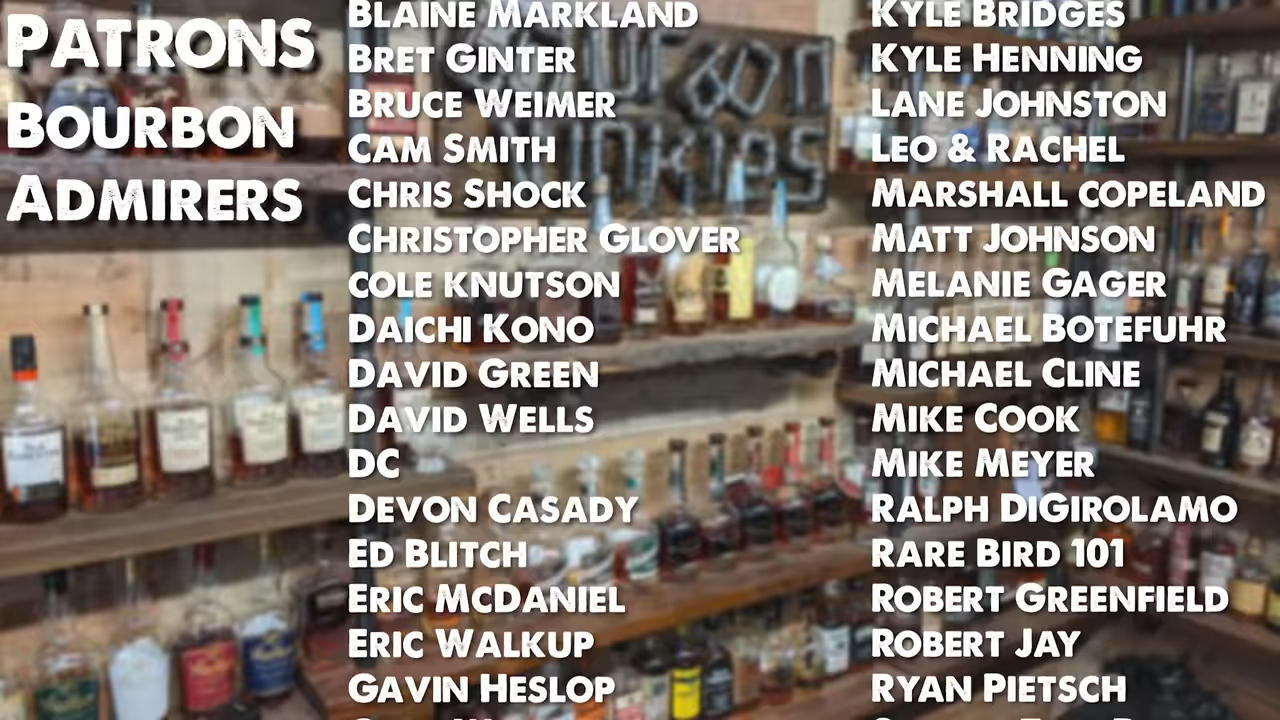 PATRONS
BOURBON
ADMIRERS
BLAINE MARKLAND
BRET GINTER
BRUCE WEIMER
CAM SMITH
CHRIS SHOCK
CHRISTOPHER GLOVER
COLE KNUTSON
DAICHI KONO
DAVID GREEN
DAVID WELLS
DC
DEVON CASADY
ED BLITCH
ERIC MCDANIEL
ERIC WALKUP
GAVIN HESLOP
KYLE BRIDGES
KYLE HENNING
LANE JOHNSTON
LEO & RACHEL
MARSHALL COPELAND
MATT JOHNSON
MELANIE GAGER
MICHAEL BOTEFUHR
MICHAEL CLINE
MIKE COOK
MIKE MEYER
RALPH DIGIROLAMO
RARE BIRD 101
ROBERT GREENFIELD
ROBERT JAY
RYAN PIETSCH